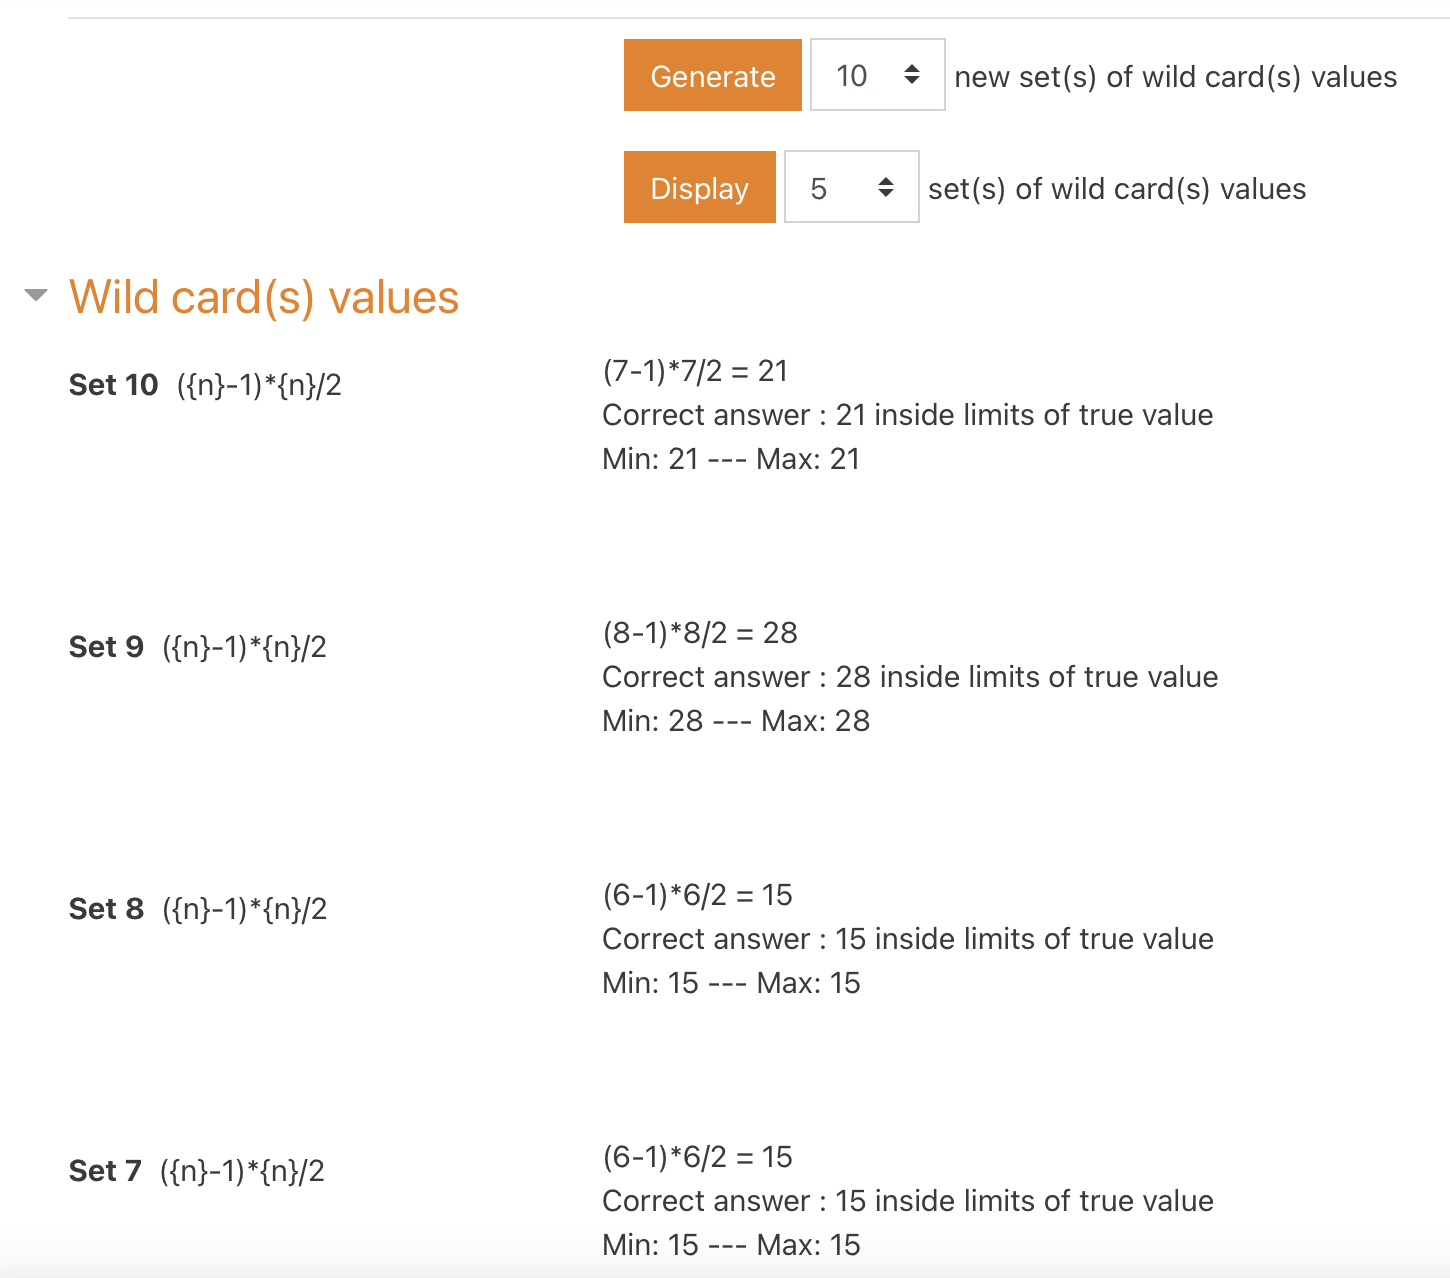 Generate 10 new set(s) of wild card(s) values
Display 5 set(s) of wild card(s) values
Wild card(s) values
Set 10 ({n}-1)*{n}/2
(7-1)*7/2 = 21
Correct answer : 21 inside limits of true value
Min: 21 --- Max: 21
Set 9 ({n}-1)*{n}/2
(8-1)*8/2 = 28
Correct answer : 28 inside limits of true value
Min: 28 --- Max: 28
Set 8 ({n}-1)*{n}/2
(6-1)*6/2 = 15
Correct answer : 15 inside limits of true value
Min: 15 --- Max: 15
Set 7 ({n}-1)*{n}/2
(6-1)*6/2 = 15
Correct answer : 15 inside limits of true value
Min: 15 --- Max: 15